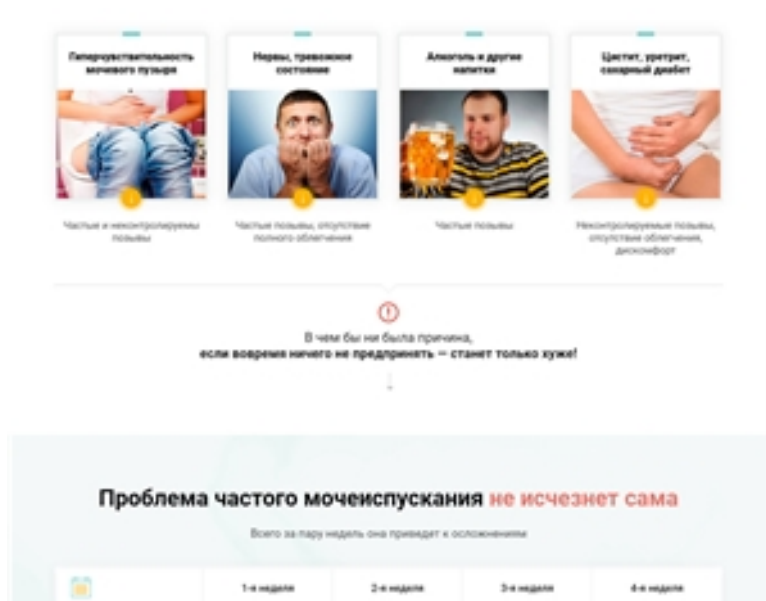 Гиперчувствительность
мочевого пузыря
Нервы, тревожное
состояние
Алкоголь и другие
напитки
Цистит, уретрит,
сахарный диабет
Частые и неконтролируемы
позывы
Частые позывы, отсутствие
полного облегчения
Частые позывы
Неконтролируемые позывы,
отсутствие облегчения,
дискомфорт
В чем бы ни была причина,
если вовремя ничего не предпринять — станет только хуже!
Проблема частого мочеиспускания не исчезнет сама
Всего за пару недель она приведет к осложнениям
1-я неделя
2-я неделя
3-я неделя
4-я неделя